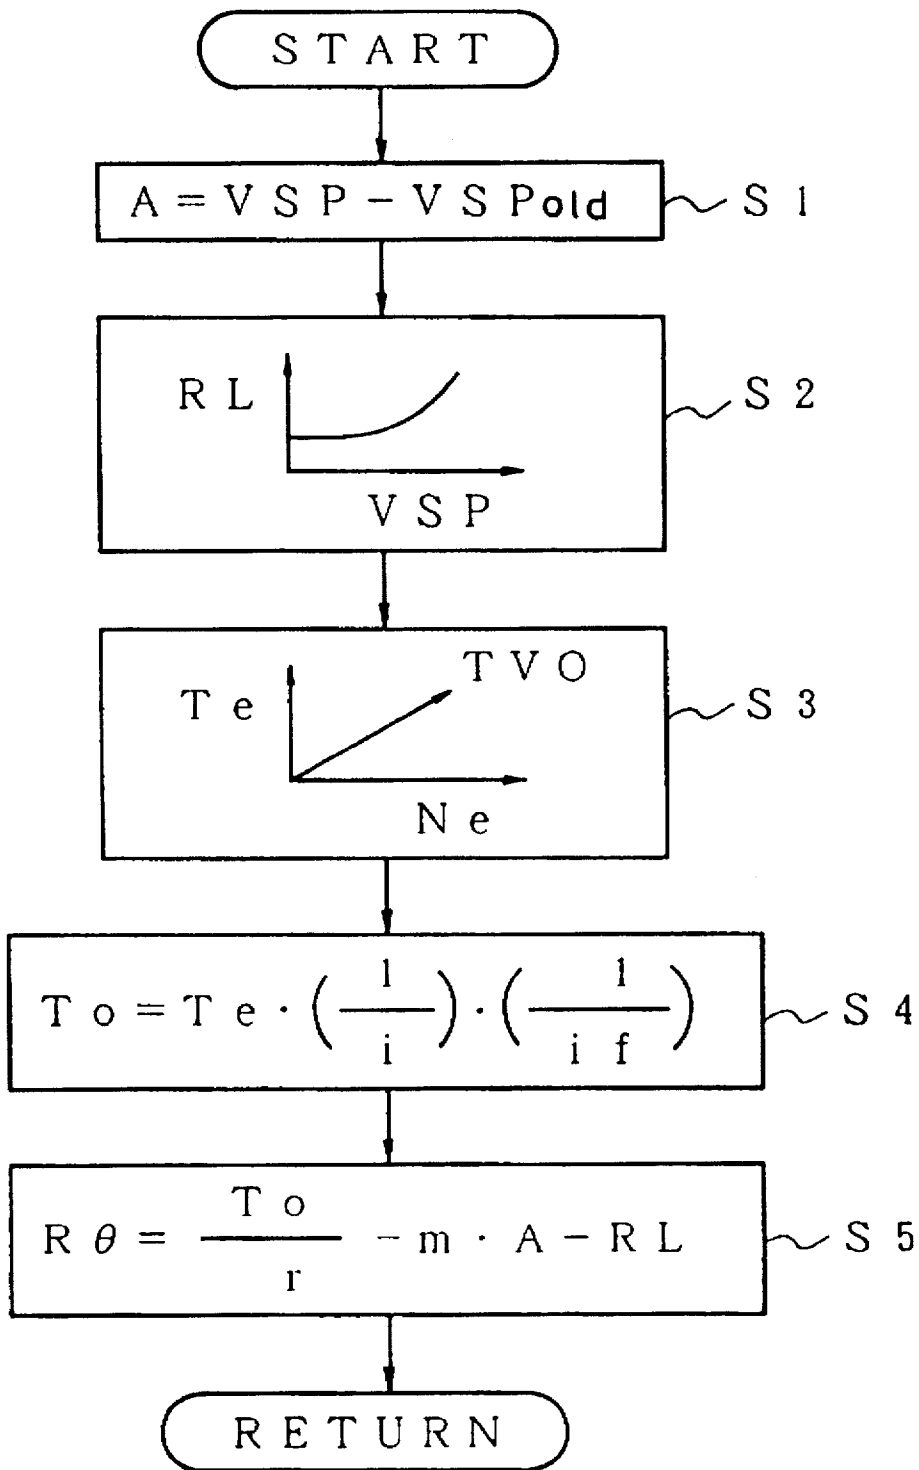 START
A = VSP - VSPold
S1
RL
VSP
S2
Te
TVO
Ne
S3
To = Te · (1/i) · (1/if)
S4
Rθ = To/r - m · A - RL
S5
RETURN